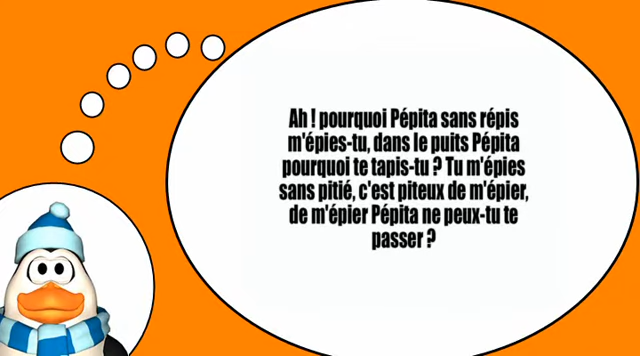 Ah ! pourquoi Pépita sans répis
m'épies-tu, dans le puits Pépita
pourquoi te tapis-tu ? Tu m'épies
sans pitié, c'est piteux de m'épier,
de m'épier Pépita ne peux-tu te
passer ?